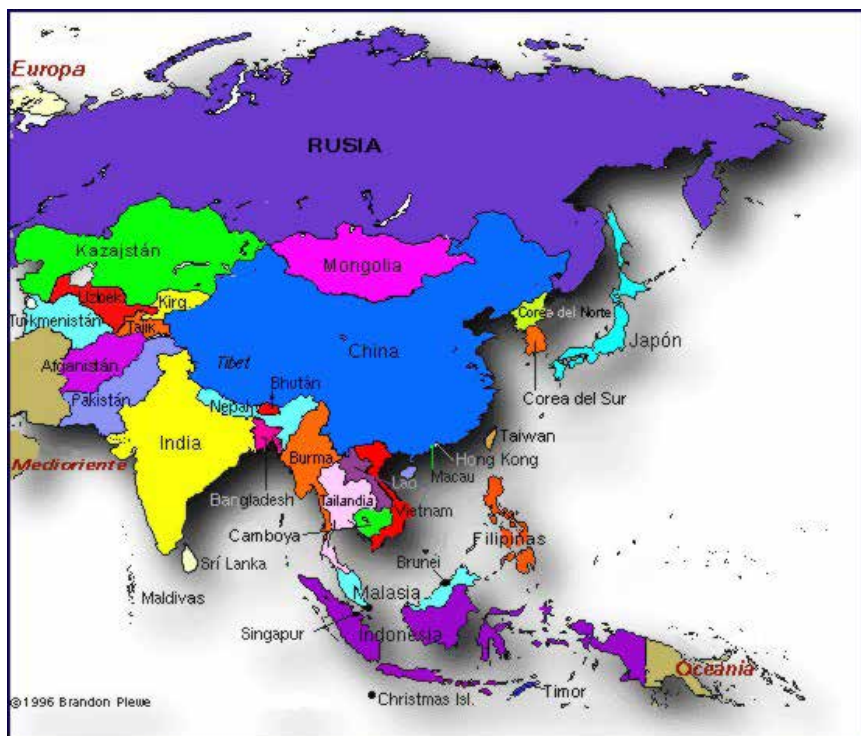 Europa
RUSIA
Kazajstán
Mongolia
Uzbek.
Kirg.
Turkmenistán
Tajik.
Corea del Norte
Japón
China
Afganistán
Tibet
Bhután
Pakistán
Nepal
Corea del Sur
India
Taiwan
Medioriente
Burma
Hong Kong
Macau
Lao
Bangladesh
Tailandia
Vietnam
Camboya
Filipinas
Srí Lanka
Brunei
Maldivas
Malasia
Singapur
Indonesia
Oceania
Timor
Christmas Isl.
©1996 Brandon Plewe